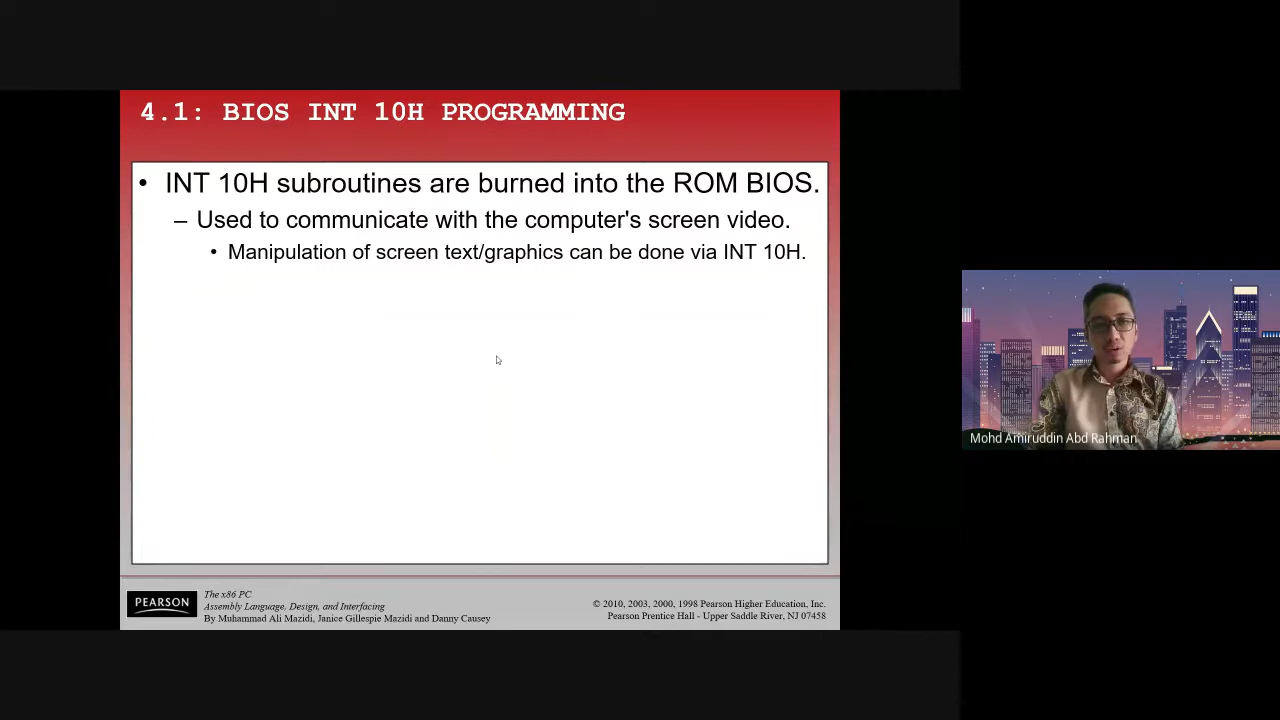 4.1: BIOS INT 10H PROGRAMMING
• INT 10H subroutines are burned into the ROM BIOS.
– Used to communicate with the computer's screen video.
• Manipulation of screen text/graphics can be done via INT 10H.
Mohd Amiruddin Abd Rahman
PEARSON
The x86 PC
Assembly Language, Design, and Interfacing
By Muhammad Ali Mazidi, Janice Gillespie Mazidi and Danny Causey
© 2010, 2003, 2000, 1998 Pearson Higher Education, Inc.
Pearson Prentice Hall - Upper Saddle River, NJ 07458